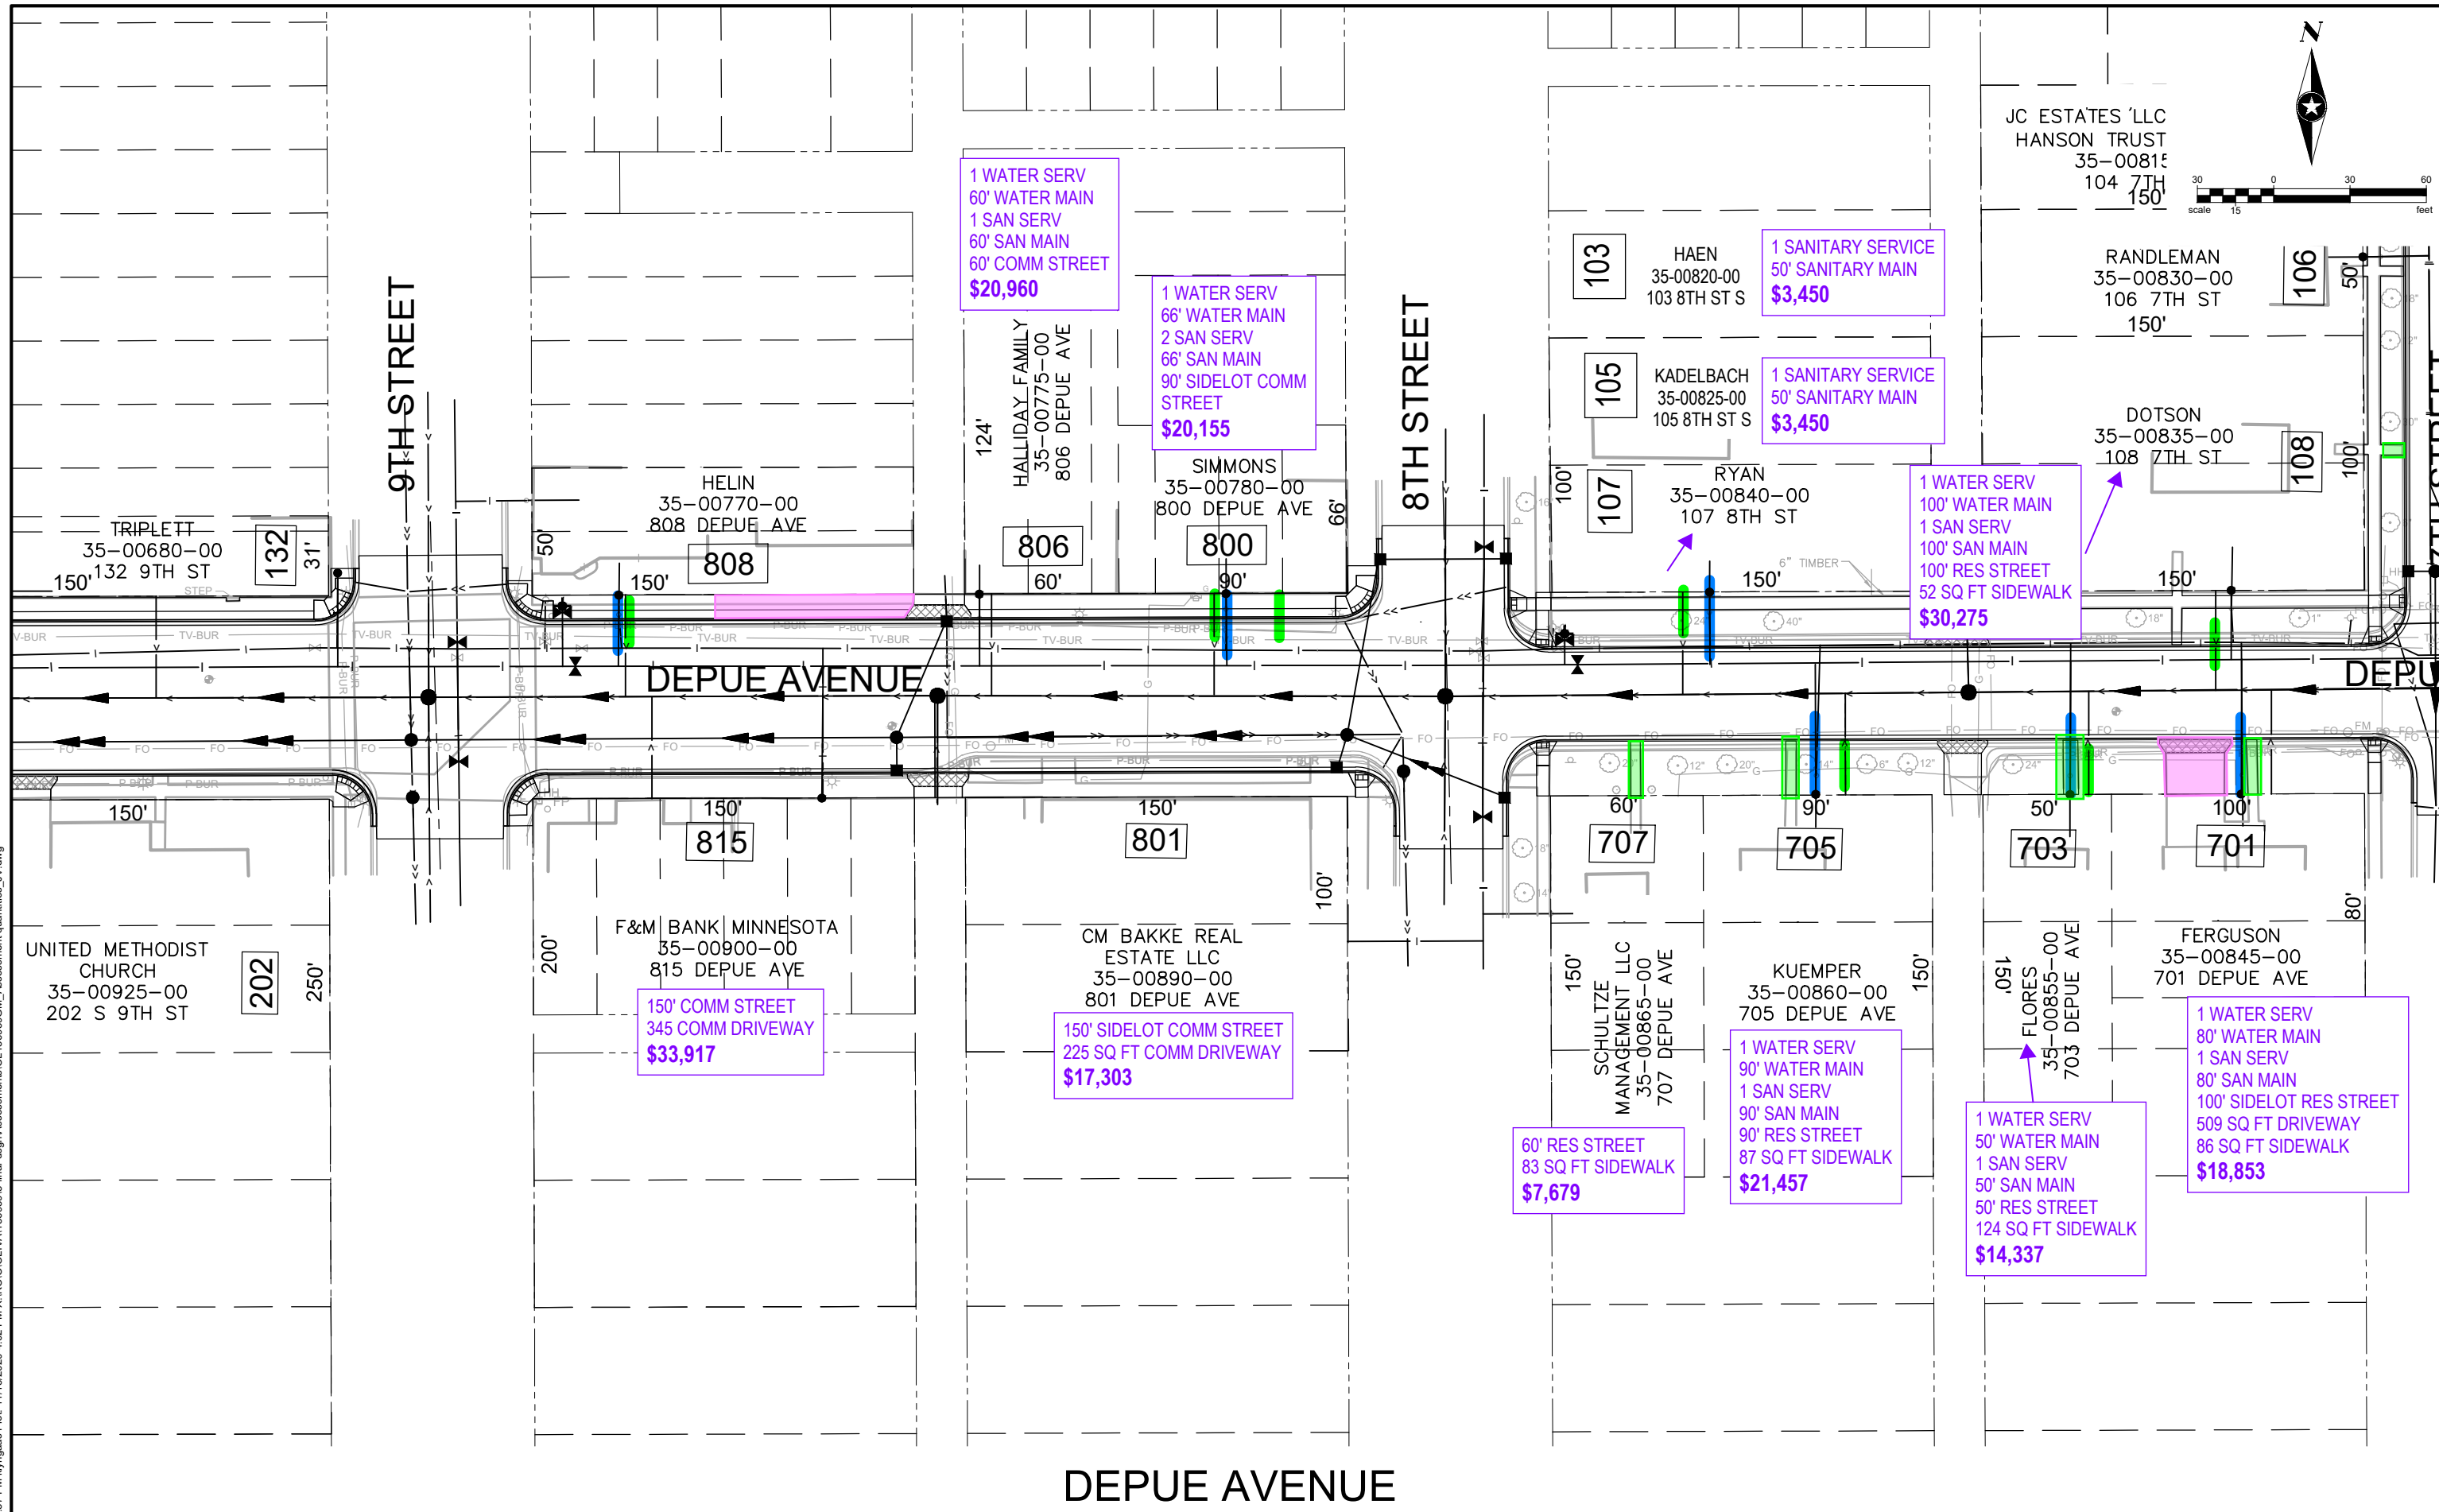 N
JC ESTATES LLC
HANSON TRUST
35-00815
104 7TH
150'
30
0
30
60
scale
15
feet
1 WATER SERV
60' WATER MAIN
1 SAN SERV
60' SAN MAIN
60' COMM STREET
$20,960
1 WATER SERV
66' WATER MAIN
2 SAN SERV
66' SAN MAIN
90' SIDELOT COMM
STREET
$20,155
103
HAEN
35-00820-00
103 8TH ST S
1 SANITARY SERVICE
50' SANITARY MAIN
$3,450
RANDLEMAN
35-00830-00
106 7TH ST
106
50'
150'
9TH STREET
8TH STREET
124'
HALLIDAY FAMILY
35-00775-00
806 DEPUE AVE
105
KADELBACH
35-00825-00
105 8TH ST S
1 SANITARY SERVICE
50' SANITARY MAIN
$3,450
DOTSON
35-00835-00
108 7TH ST
108
100'
HELIN
35-00770-00
808 DEPUE AVE
SIMMONS
35-00780-00
800 DEPUE AVE
66'
100'
107
RYAN
35-00840-00
107 8TH ST
1 WATER SERV
100' WATER MAIN
1 SAN SERV
100' SAN MAIN
100' RES STREET
52 SQ FT SIDEWALK
$30,275
TRIPLETT
35-00680-00
132 9TH ST
132
31'
50'
808
806
800
150'
STEP
150'
60'
90'
6" TIMBER
150'
150'
DEPUE AVENUE
DEPU
150'
150'
815
150'
801
60'
707
90'
705
50'
703
100'
701
UNITED METHODIST
CHURCH
35-00925-00
202 S 9TH ST
202
250'
200'
F&M BANK MINNESOTA
35-00900-00
815 DEPUE AVE
150' COMM STREET
345 COMM DRIVEWAY
$33,917
100'
CM BAKKE REAL
ESTATE LLC
35-00890-00
801 DEPUE AVE
150' SIDELOT COMM STREET
225 SQ FT COMM DRIVEWAY
$17,303
150'
SCHULTZE
MANAGEMENT LLC
35-00865-00
707 DEPUE AVE
60' RES STREET
83 SQ FT SIDEWALK
$7,679
KUEMPER
35-00860-00
705 DEPUE AVE
150'
1 WATER SERV
90' WATER MAIN
1 SAN SERV
90' SAN MAIN
90' RES STREET
87 SQ FT SIDEWALK
$21,457
150'
FLORES
35-00855-00
703 DEPUE AVE
1 WATER SERV
50' WATER MAIN
1 SAN SERV
50' SAN MAIN
50' RES STREET
124 SQ FT SIDEWALK
$14,337
80'
FERGUSON
35-00845-00
701 DEPUE AVE
1 WATER SERV
80' WATER MAIN
1 SAN SERV
80' SAN MAIN
100' SIDELOT RES STREET
509 SQ FT DRIVEWAY
86 SQ FT SIDEWALK
$18,853
DEPUE AVENUE